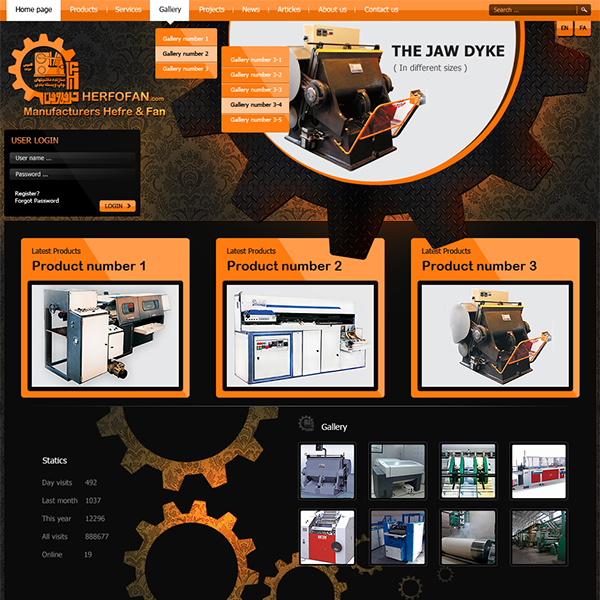 Home page Products Services Gallery Projects News Articles About us Contact us Search ...
EN FA
Gallery number 1
Gallery number 2
Gallery number 3
Gallery number 3-1
Gallery number 3-2
Gallery number 3-3
Gallery number 3-4
Gallery number 3-5
THE JAW DYKE
( In different sizes )
HERFOFAN.com
Manufacturers Hefre & Fan
USER LOGIN
User name ...
Password ...
Register?
Forgot Password
LOGIN
Latest Products
Product number 1
Latest Products
Product number 2
Latest Products
Product number 3
Gallery
Statics
Day visits 492
Last month 1037
This year 12296
All visits 888677
Online 19